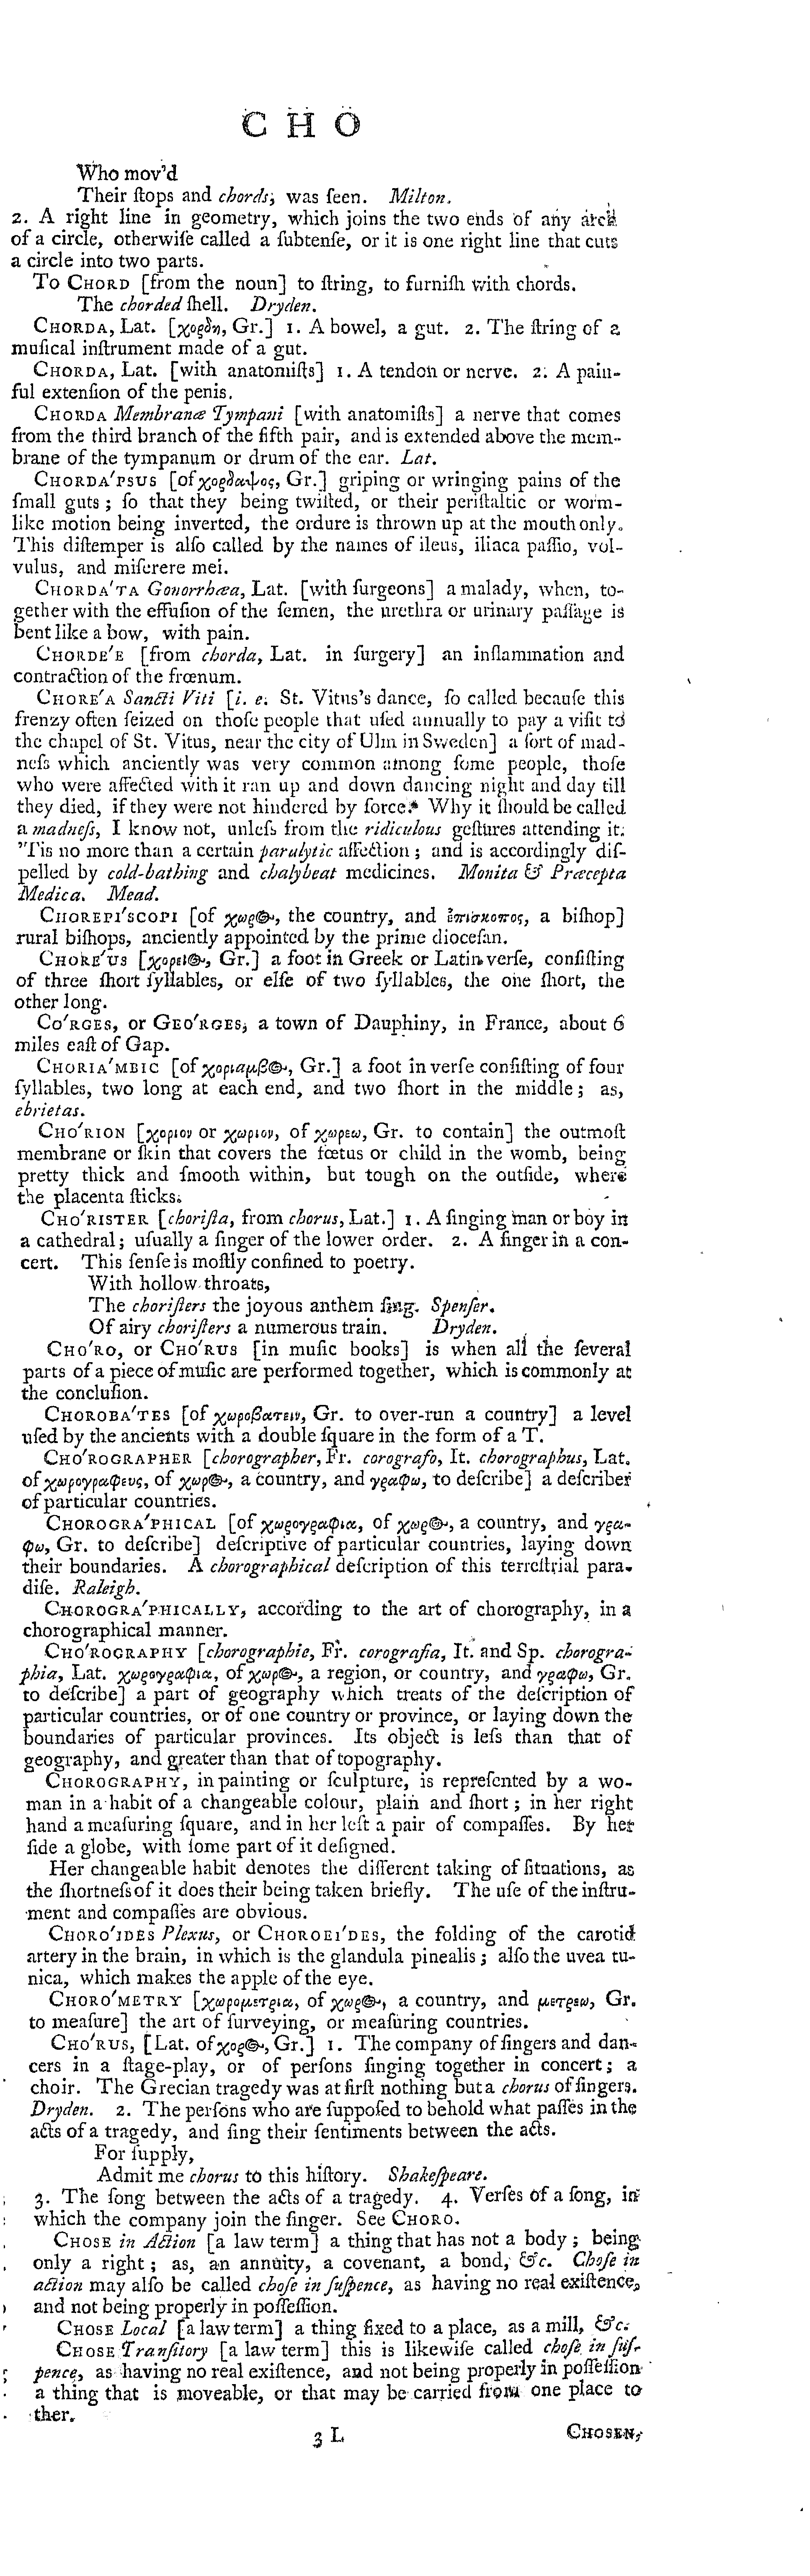 C H O
Who mov'd
Their ſtops and chords, was ſeen. Milton.
2. A right line in geometry, which joins the two ends of any arch
of a circle, otherwiſe called a ſubtenſe, or it is one right line that cuts
a circle into two parts.
To CHORD [from the noun] to ſtring, to furniſh with chords.
The chorded ſhell. Dryden.
CHORDA, Lat. [χορδη, Gr.] 1. A bowel, a gut. 2. The ſtring of a
muſical inſtrument made of a gut.
CHORDA, Lat. [with anatomiſts] 1. A tendon or nerve. 2. A pain-
ful extenſion of the penis.
CHORDA Membranæ Tympani [with anatomiſts] a nerve that comes
from the third branch of the fifth pair, and is extended above the mem-
brane of the tympanum or drum of the ear. Lat.
CHORDA'PSUS [of χορδαψος, Gr.] griping or wringing pains of the
ſmall guts; ſo that they being twiſted, or their periſtaltic or worm-
like motion being inverted, the ordure is thrown up at the mouth only.
This diſtemper is alſo called by the names of ileus, iliaca paſſio, vol-
vulus, and miſerere mei.
CHORDA'TA Gonorrhæa, Lat. [with ſurgeons] a malady, when, to-
gether with the effuſion of the ſemen, the urethra or urinary paſſage is
bent like a bow, with pain.
CHORDE'E [from chorda, Lat. in ſurgery] an inflammation and
contraction of the frœnum.
CHORE'A Sancti Viti [i. e. St. Vitus's dance, ſo called becauſe this
frenzy often ſeized on thoſe people that uſed annually to pay a viſit to
the chapel of St. Vitus, near the city of Ulm in Sweden] a ſort of mad-
neſs which anciently was very common among ſome people, thoſe
who were affected with it ran up and down dancing night and day till
they died, if they were not hindered by force. Why it ſhould be called
a madneſs, I know not, unleſs from the ridiculous geſtures attending it.
'Tis no more than a certain paralytic affection; and is accordingly diſ-
pelled by cold-bathing and chalybeat medicines. Monita & Præcepta
Medica. Mead.
CHOREPI'SCOPI [of χωρος, the country, and ἐπισκοπος, a biſhop]
rural biſhops, anciently appointed by the prime dioceſan.
CHORE'US [χορειος, Gr.] a foot in Greek or Latin verſe, conſiſting
of three ſhort ſyllables, or elſe of two ſyllables, the one ſhort, the
other long.
CO'RGES, or GEO'RGES, a town of Dauphiny, in France, about 6
miles eaſt of Gap.
CHORIA'MBIC [of χοριαμβος, Gr.] a foot in verſe conſiſting of four
ſyllables, two long at each end, and two ſhort in the middle; as,
ebrietas.
CHO'RION [χοριον or χωριον, of χωρεω, Gr. to contain] the outmoſt
membrane or ſkin that covers the fœtus or child in the womb, being
pretty thick and ſmooth within, but tough on the outſide, where
the placenta ſticks.
CHO'RISTER [choriſta, from chorus, Lat.] 1. A ſinging man or boy in
a cathedral; uſually a ſinger of the lower order. 2. A ſinger in a con-
cert. This ſenſe is moſtly confined to poetry.
With hollow throats,
The choriſters the joyous anthem ſing. Spenſer.
Of airy choriſters a numerous train. Dryden.
CHO'RO, or CHO'RUS [in muſic books] is when all the ſeveral
parts of a piece of muſic are performed together, which is commonly at
the concluſion.
CHOROBA'TES [of χωροβατειν, Gr. to over-run a country] a level
uſed by the ancients with a double ſquare in the form of a T.
CHO'ROGRAPHER [chorographer, Fr. corografo, It. chorographus, Lat.
of χωρογραφευς, of χωρος, a country, and γραφω, to deſcribe] a deſcriber
of particular countries.
CHOROGRA'PHICAL [of χωρογραφια, of χωρος, a country, and γρα-
φω, Gr. to deſcribe] deſcriptive of particular countries, laying down
their boundaries. A chorographical deſcription of this terreſtrial para-
diſe. Raleigh.
CHOROGRA'PHICALLY, according to the art of chorography, in a
chorographical manner.
CHO'ROGRAPHY [chorographie, Fr. corografia, It. and Sp. chorogra-
phia, Lat. χωρογραφια, of χωρος, a region, or country, and γραφω, Gr.
to deſcribe] a part of geography which treats of the deſcription of
particular countries, or of one country or province, or laying down the
boundaries of particular provinces. Its object is leſs than that of
geography, and greater than that of topography.
CHOROGRAPHY, in painting or ſculpture, is repreſented by a wo-
man in a habit of a changeable colour, plain and ſhort; in her right
hand a meaſuring ſquare, and in her left a pair of compaſſes. By her
ſide a globe, with ſome part of it deſigned.
Her changeable habit denotes the different taking of ſituations, as
the ſhortneſs of it does their being taken briefly. The uſe of the inſtru-
ment and compaſſes are obvious.
CHORO'IDES Plexus, or CHOROEI'DES, the folding of the carotid
artery in the brain, in which is the glandula pinealis; alſo the uvea tu-
nica, which makes the apple of the eye.
CHORO'METRY [χωρομετρια, of χωρος, a country, and μετρεω, Gr.
to meaſure] the art of ſurveying, or meaſuring countries.
CHO'RUS, [Lat. of χορος, Gr.] 1. The company of ſingers and dan-
cers in a ſtage-play, or of perſons ſinging together in concert; a
choir. The Grecian tragedy was at firſt nothing but a chorus of ſingers.
Dryden. 2. The perſons who are ſuppoſed to behold what paſſes in the
acts of a tragedy, and ſing their ſentiments between the acts.
For ſupply,
Admit me chorus to this hiſtory. Shakeſpeare.
3. The ſong between the acts of a tragedy. 4. Verſes of a ſong, in
which the company join the ſinger. See CHORO.
CHOSE in Action [a law term] a thing that has not a body; being
only a right; as, an annuity, a covenant, a bond, &c. Choſe in
action may alſo be called choſe in ſuſpence, as having no real exiſtence,
and not being properly in poſſeſſion.
CHOSE Local [a law term] a thing fixed to a place, as a mill, &c.
CHOSE Tranſitory [a law term] this is likewiſe called choſe in ſuſ-
pence, as having no real exiſtence, and not being properly in poſſeſſion
a thing that is moveable, or that may be carried from one place to
ther.
3 L CHOSEN,